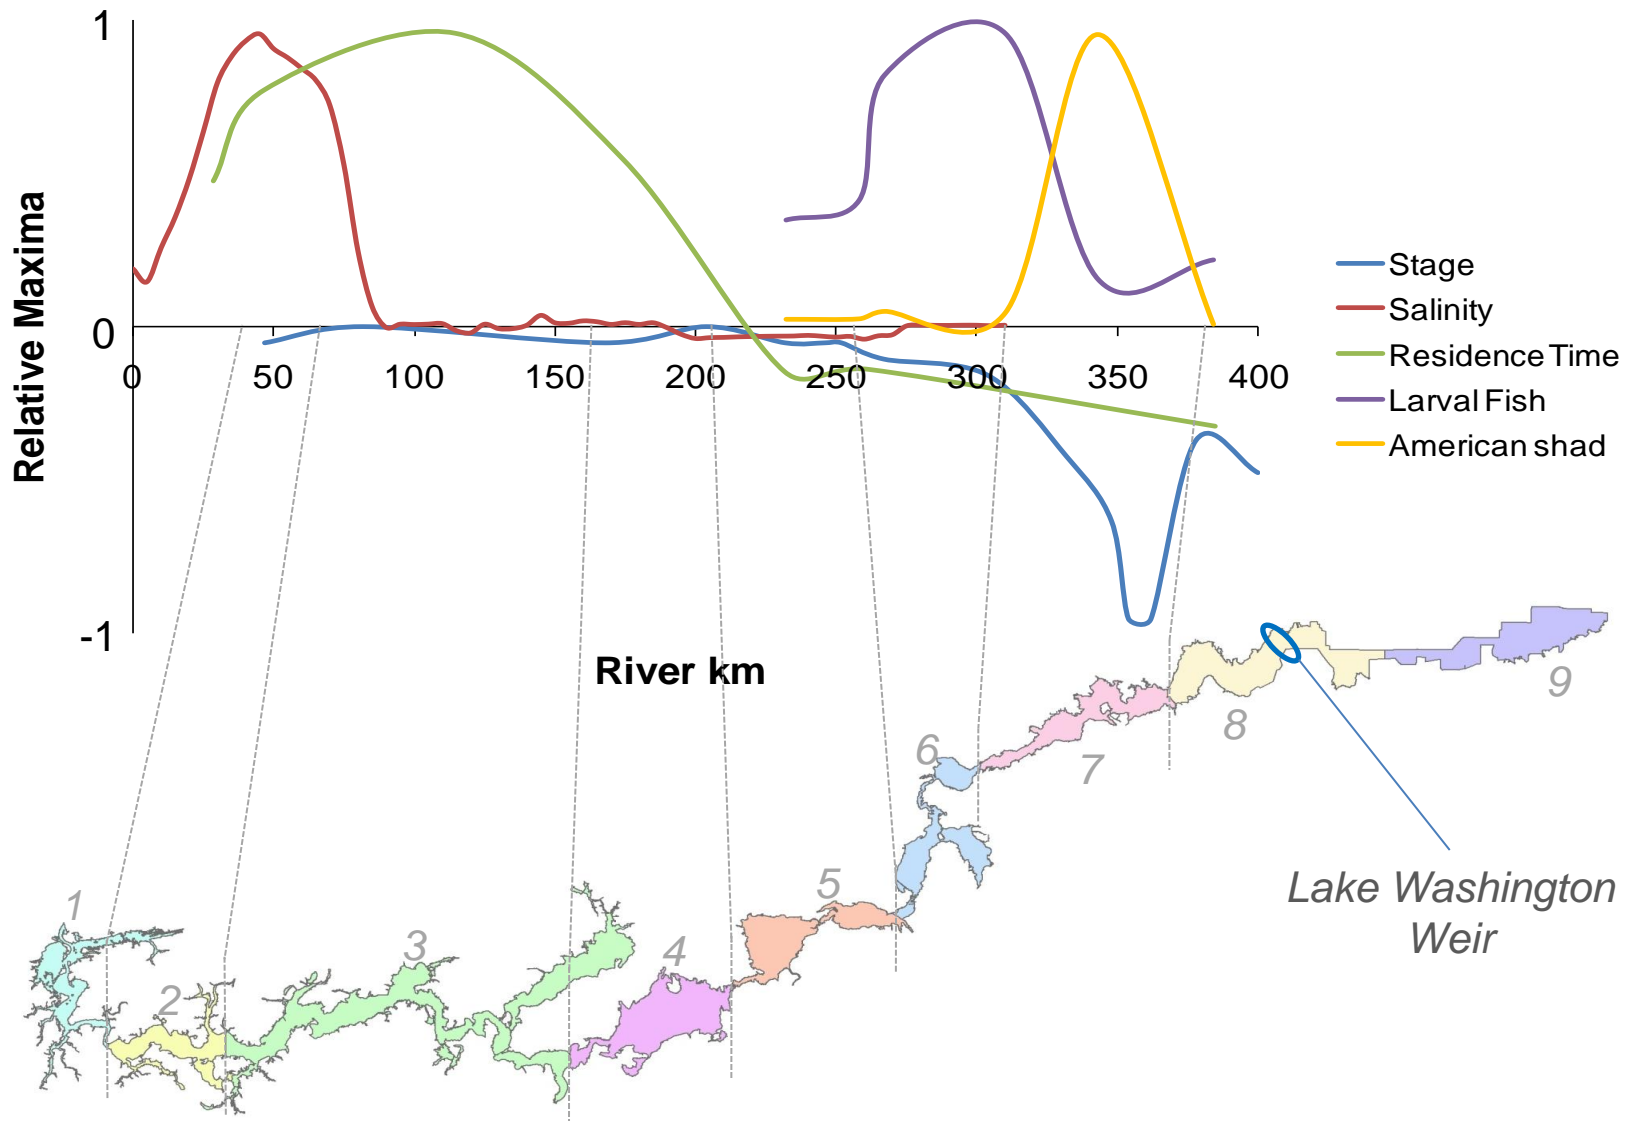 1
0
-1
Relative Maxima
0 50 100 150 200 250 300 350 400
River km
Stage
Salinity
Residence Time
Larval Fish
American shad
1
2
3
4
5
6
7
8
9
Lake Washington
Weir